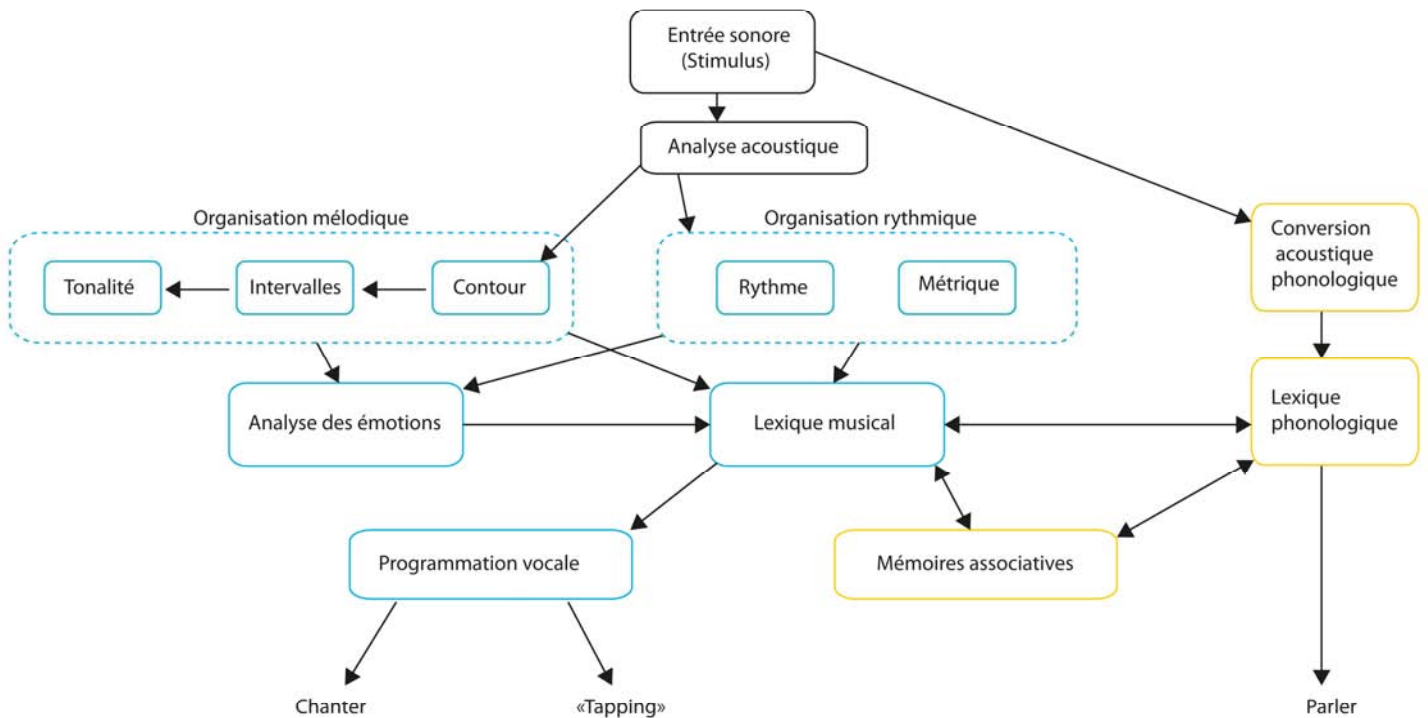 Entrée sonore
(Stimulus)
Analyse acoustique
Organisation mélodique
Organisation rythmique
Conversion
acoustique
phonologique
Tonalité
Intervalles
Contour
Rythme
Métrique
Analyse des émotions
Lexique musical
Lexique
phonologique
Programmation vocale
Mémoires associatives
Chanter
«Tapping»
Parler